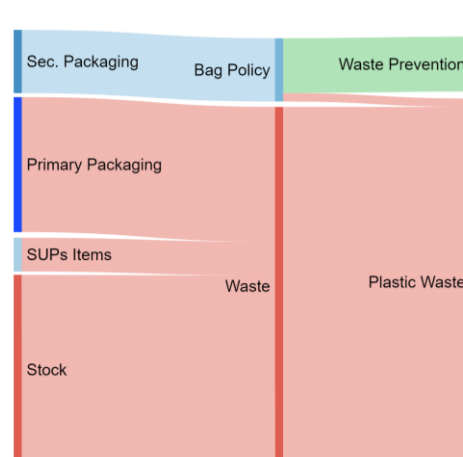 Sec. Packaging
Bag Policy
Waste Prevention
Primary Packaging
SUPs Items
Waste
Plastic Waste
Stock